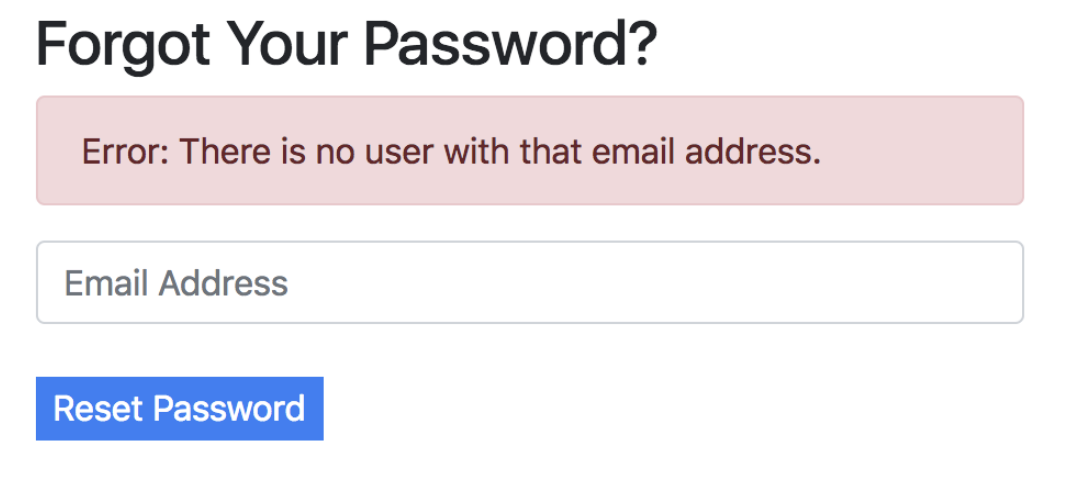 Forgot Your Password?
Error: There is no user with that email address.
Email Address
Reset Password